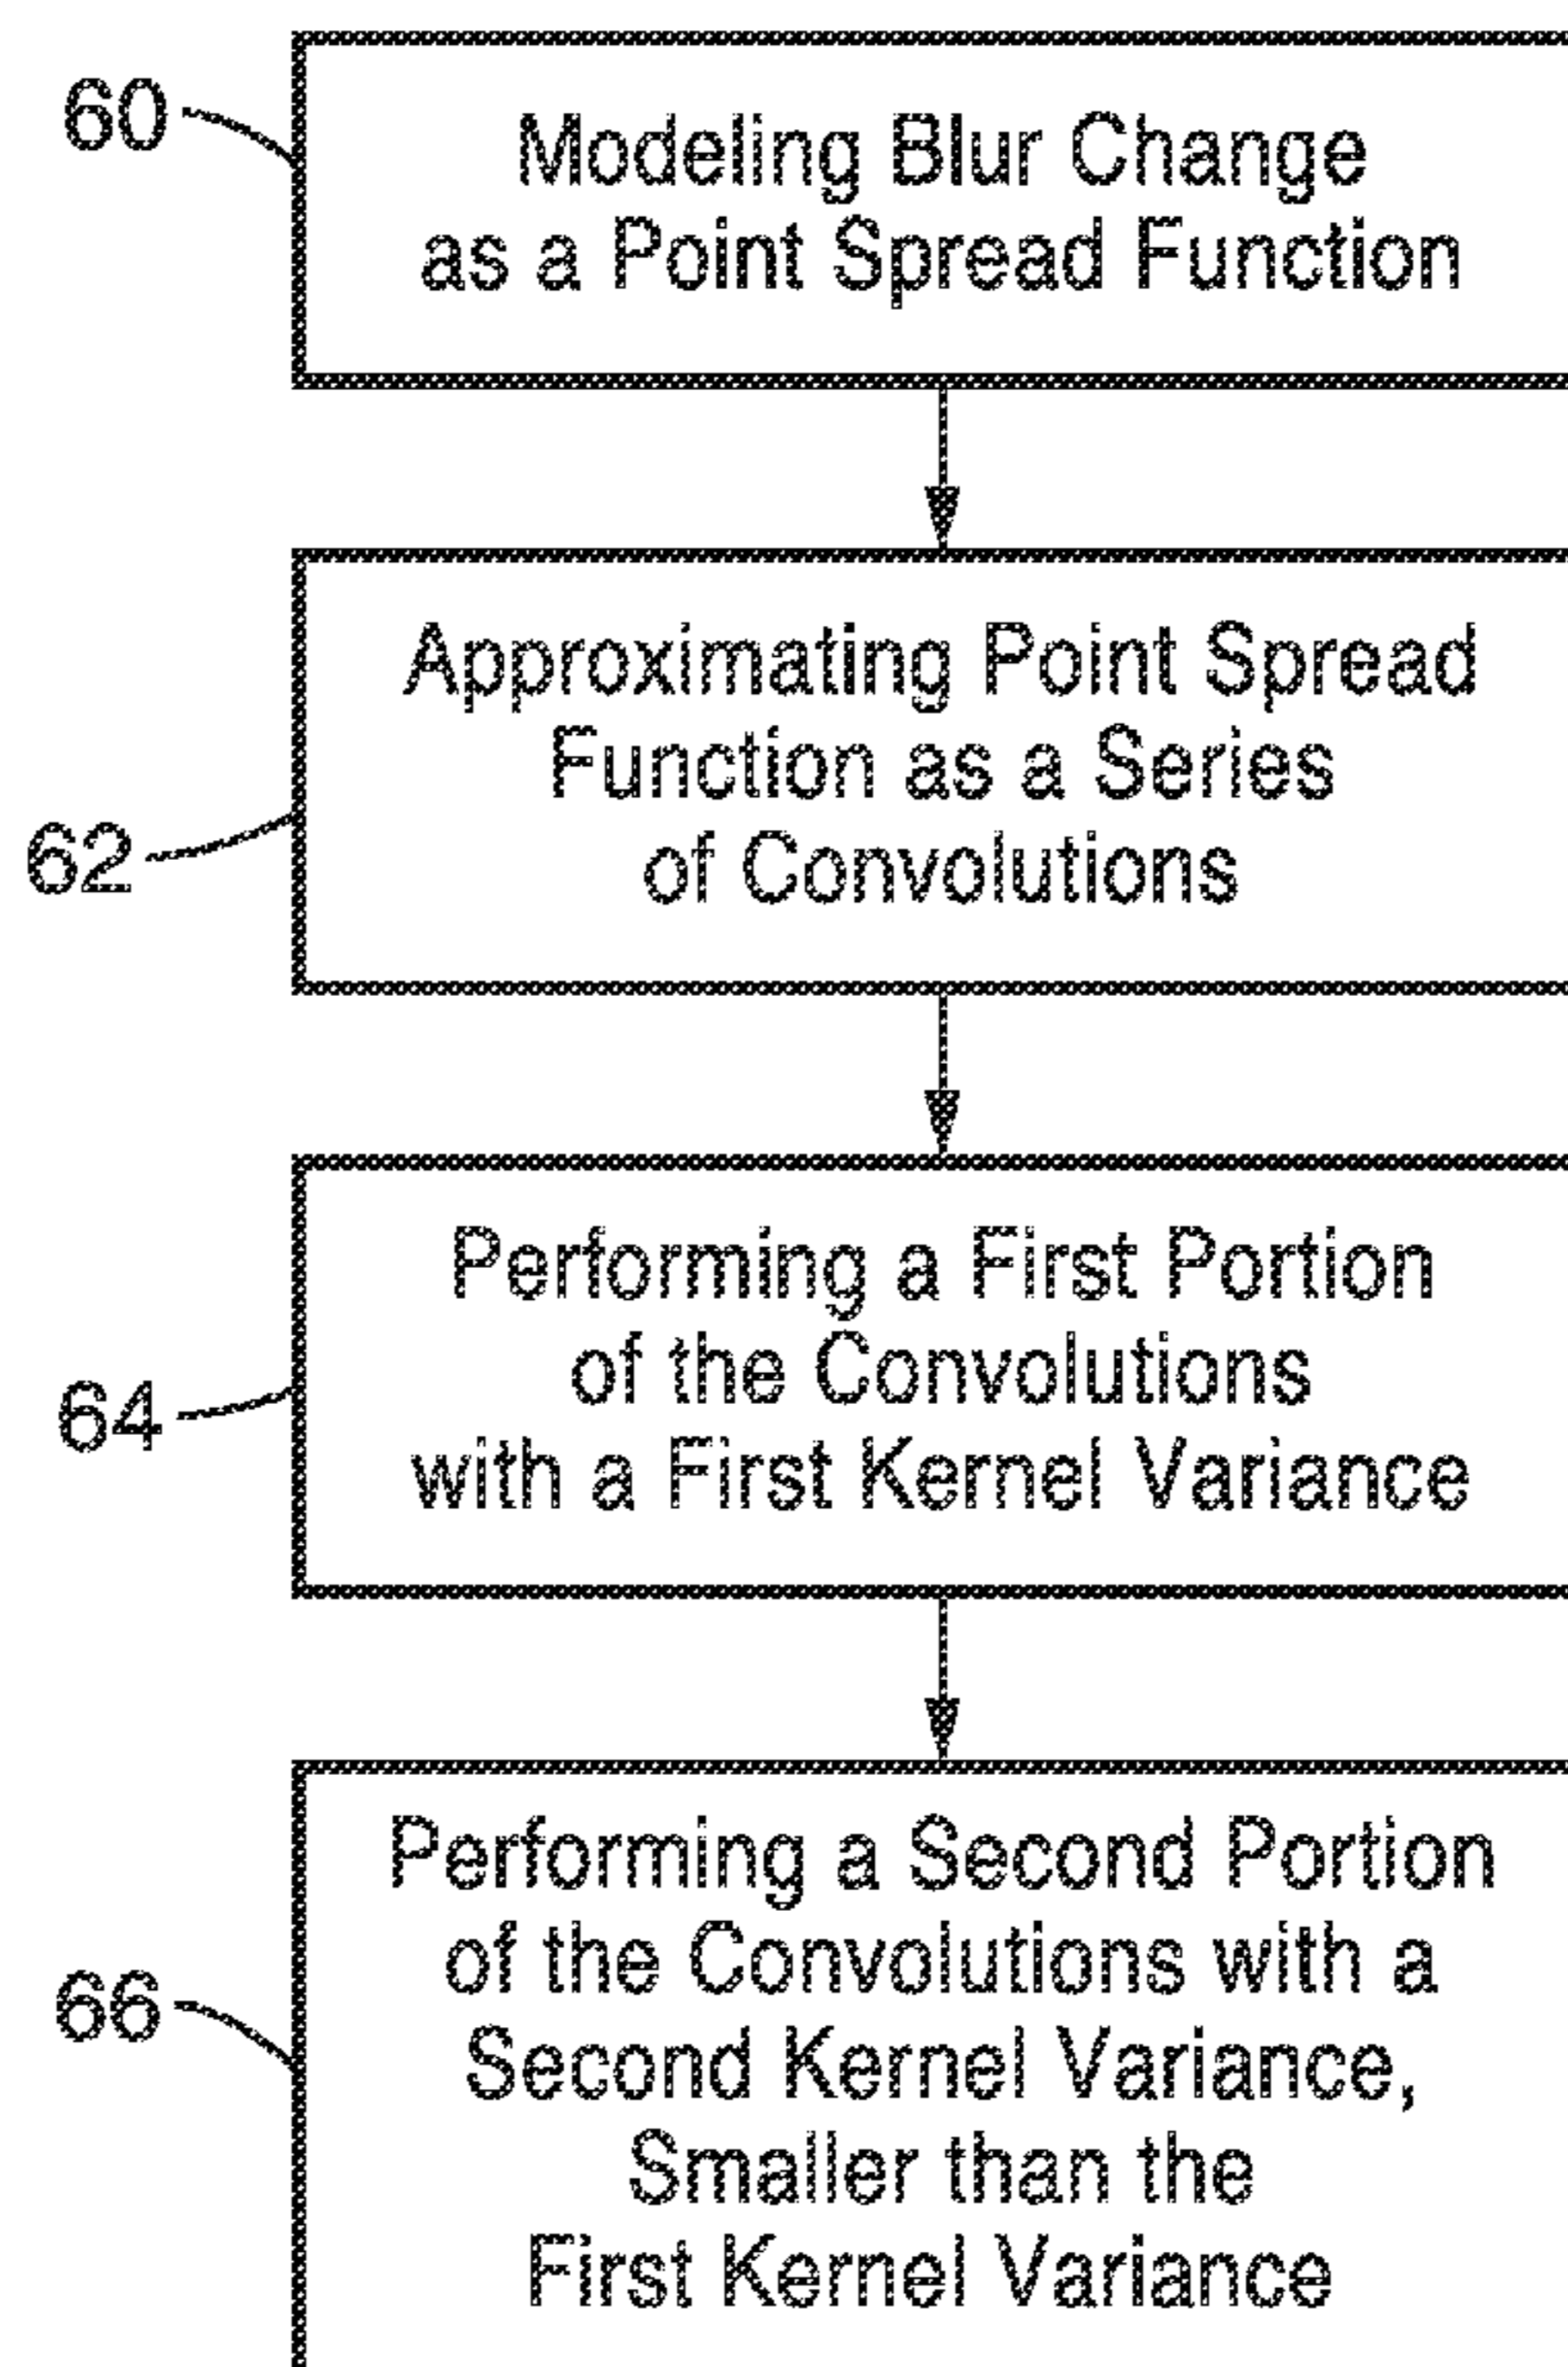 60
Modeling Blur Change
as a Point Spread Function
Approximating Point Spread
Function as a Series
of Convolutions
62
Performing a First Portion
of the Convolutions
with a First Kernel Variance
64
Performing a Second Portion
of the Convolutions with a
Second Kernel Variance,
Smaller than the
First Kernel Variance
66